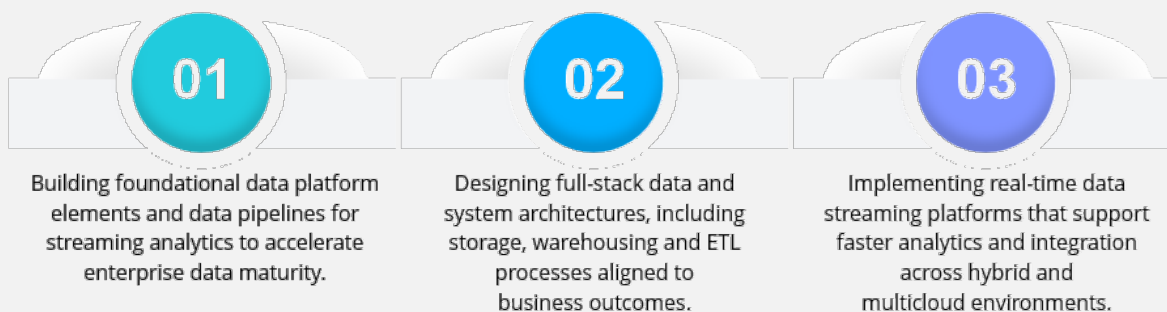 01
Building foundational data platform
elements and data pipelines for
streaming analytics to accelerate
enterprise data maturity.
02
Designing full-stack data and
system architectures, including
storage, warehousing and ETL
processes aligned to
business outcomes.
03
Implementing real-time data
streaming platforms that support
faster analytics and integration
across hybrid and
multicloud environments.